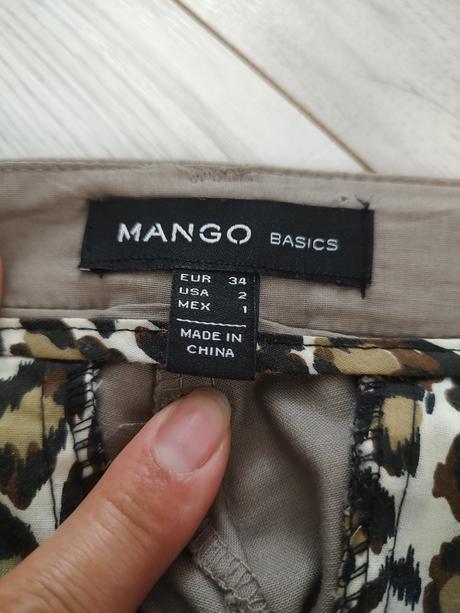 MANGO BASICS
EUR 34
USA 2
MEX 1
MADE IN
CHINA